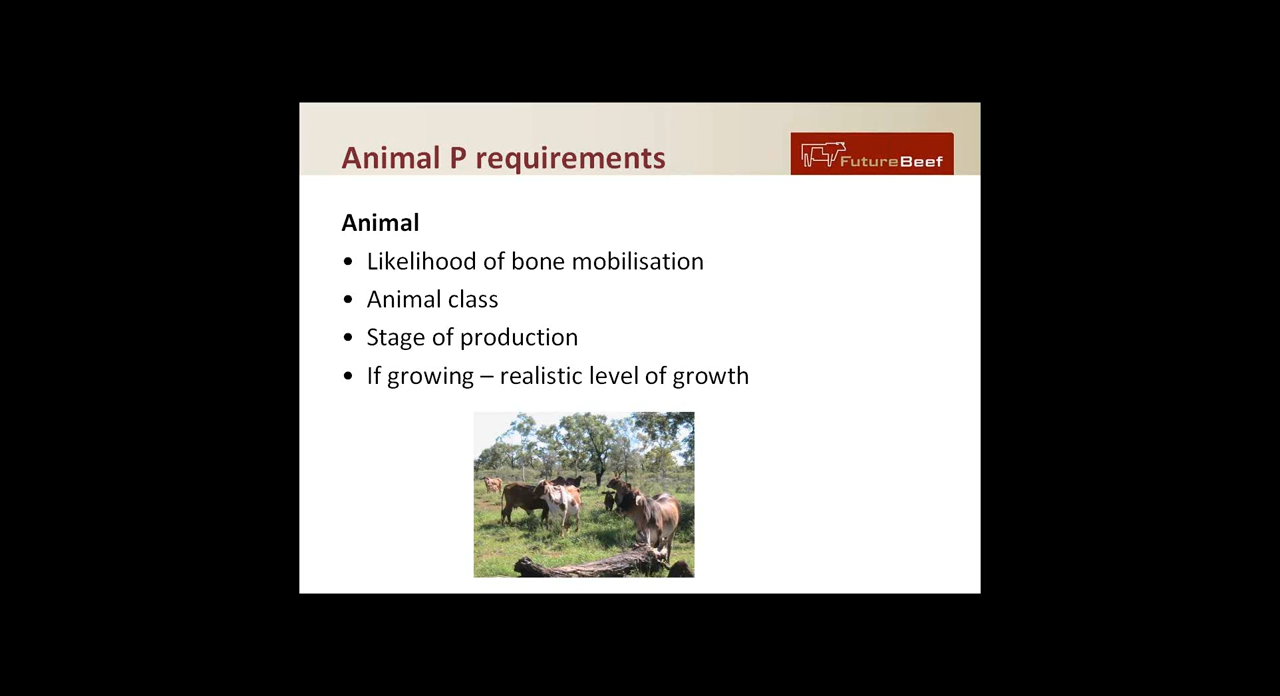 Animal P requirements
FutureBeef
Animal
• Likelihood of bone mobilisation
• Animal class
• Stage of production
• If growing – realistic level of growth